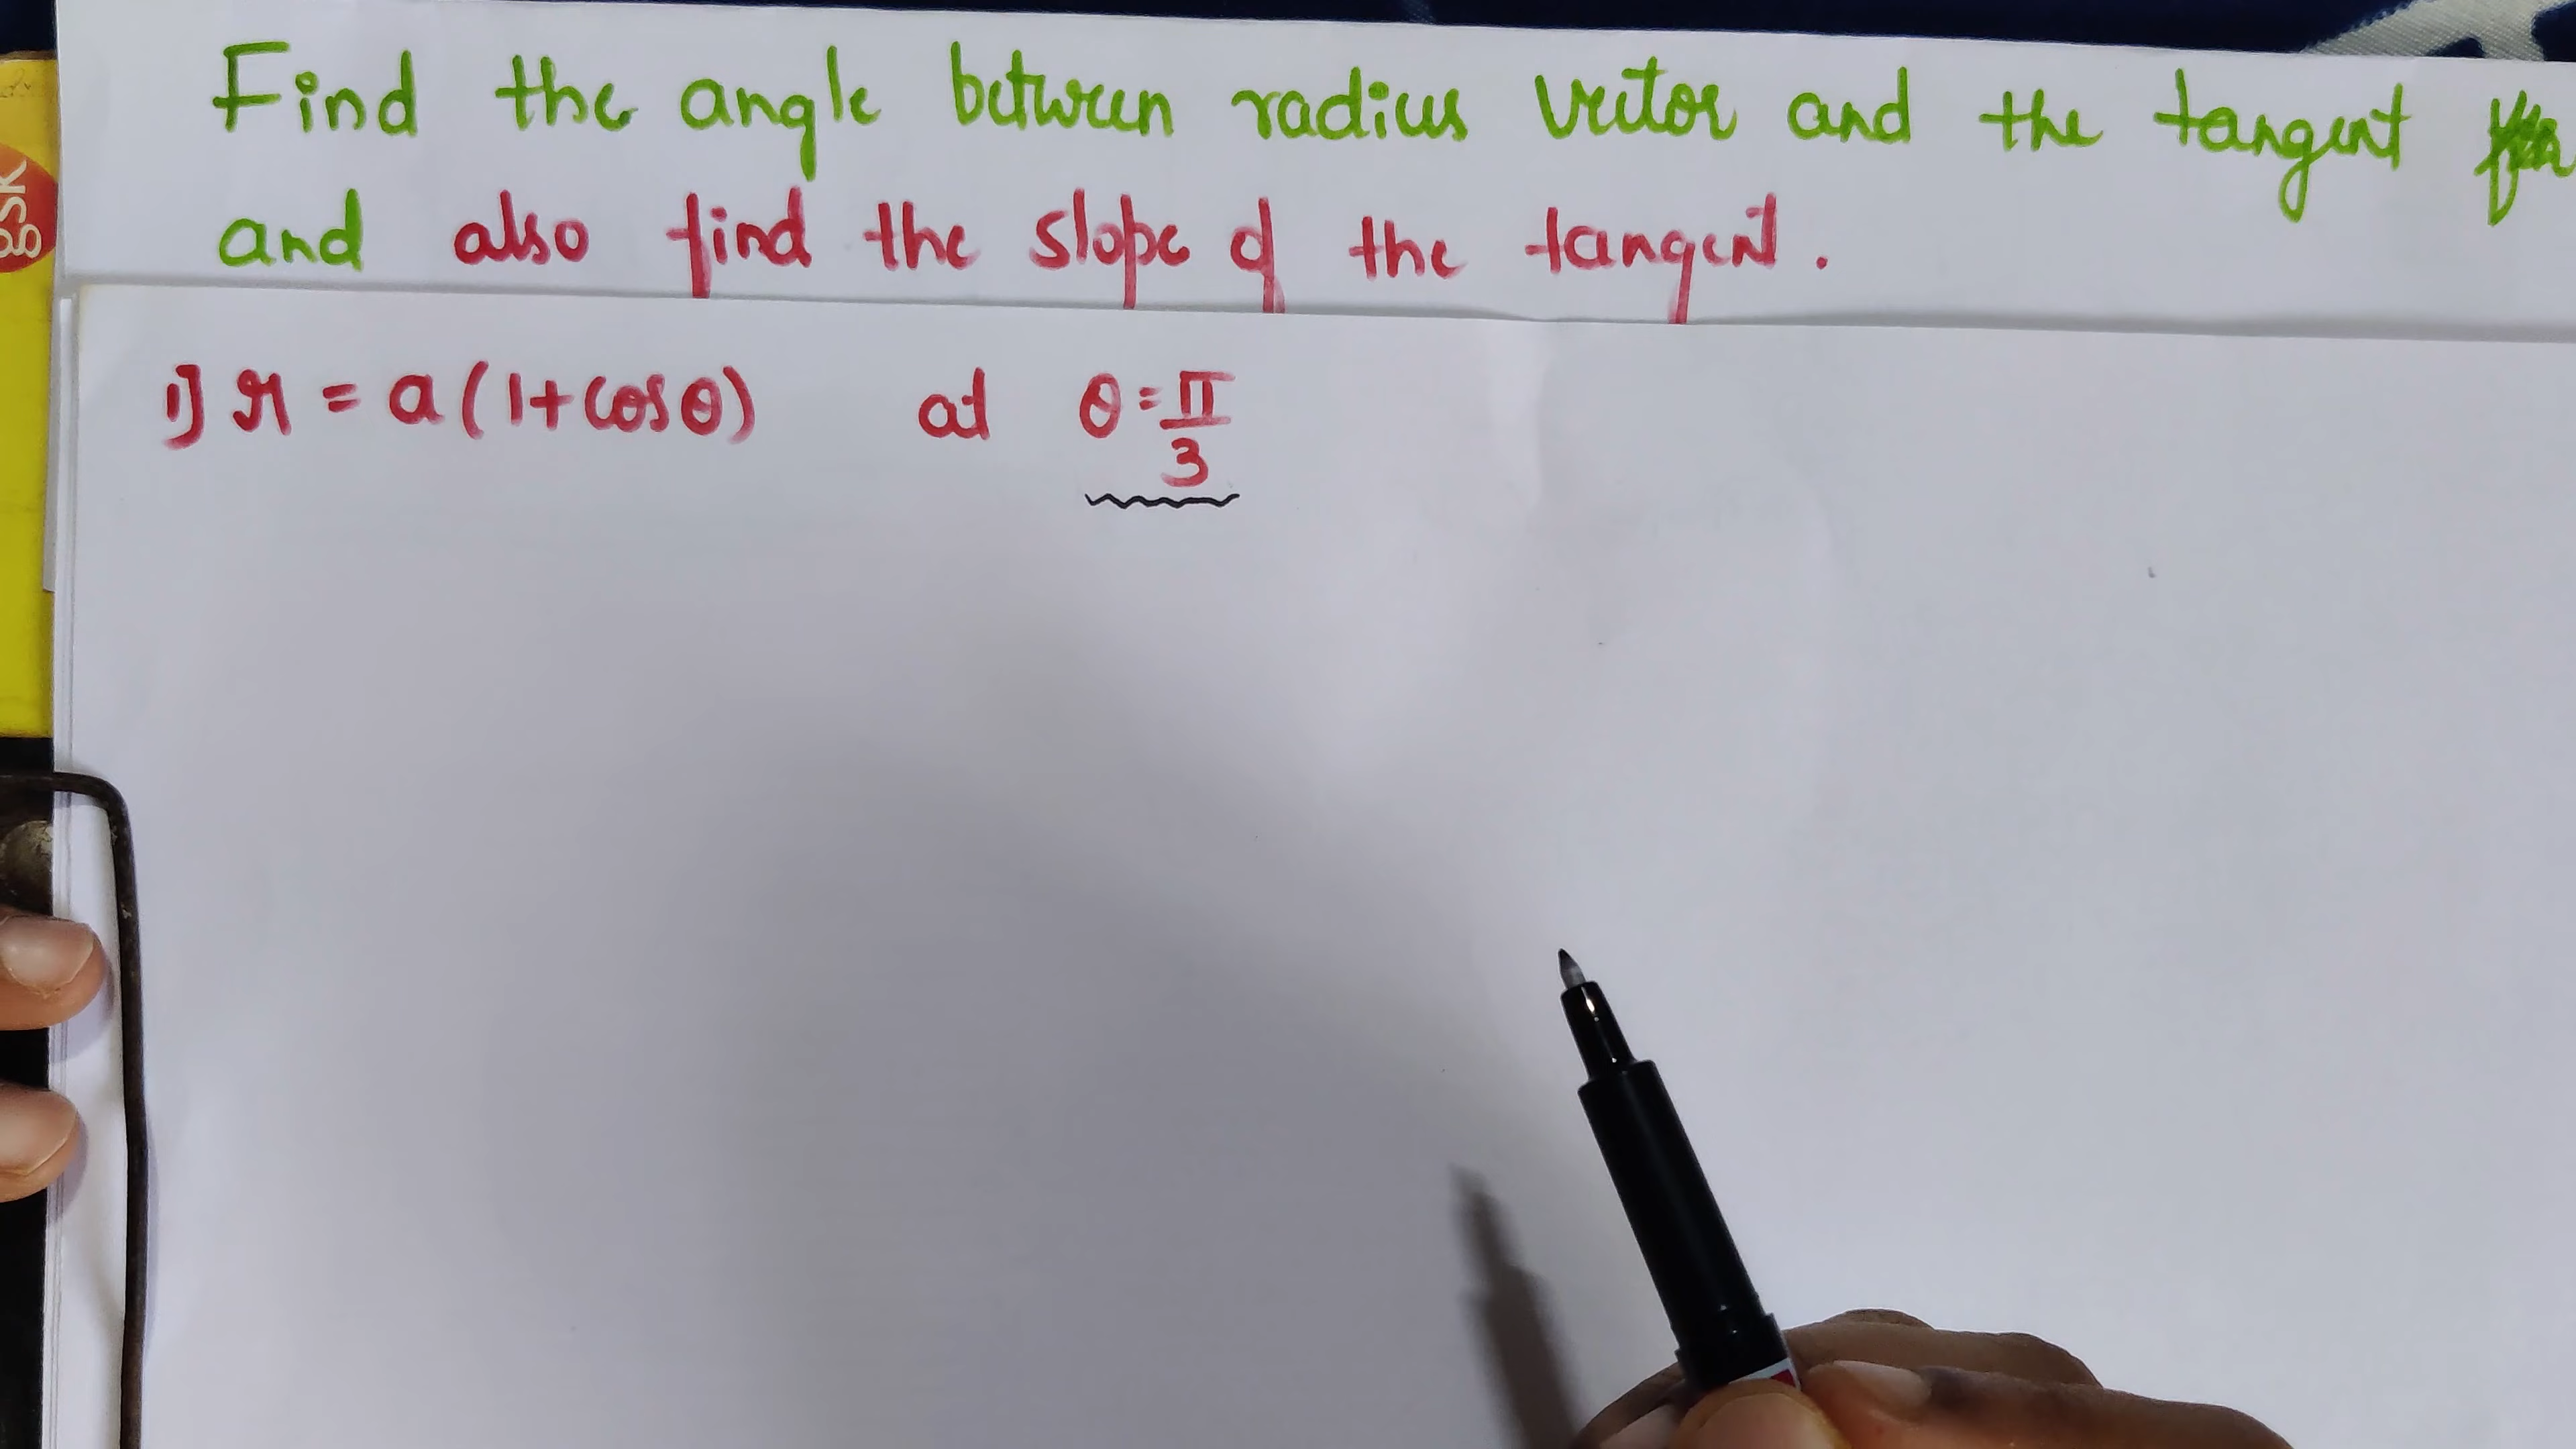 Find the angle between radius vector and the tangent
and also find the slope of the tangent.
1] r = a(1+cosθ) at θ = π/3